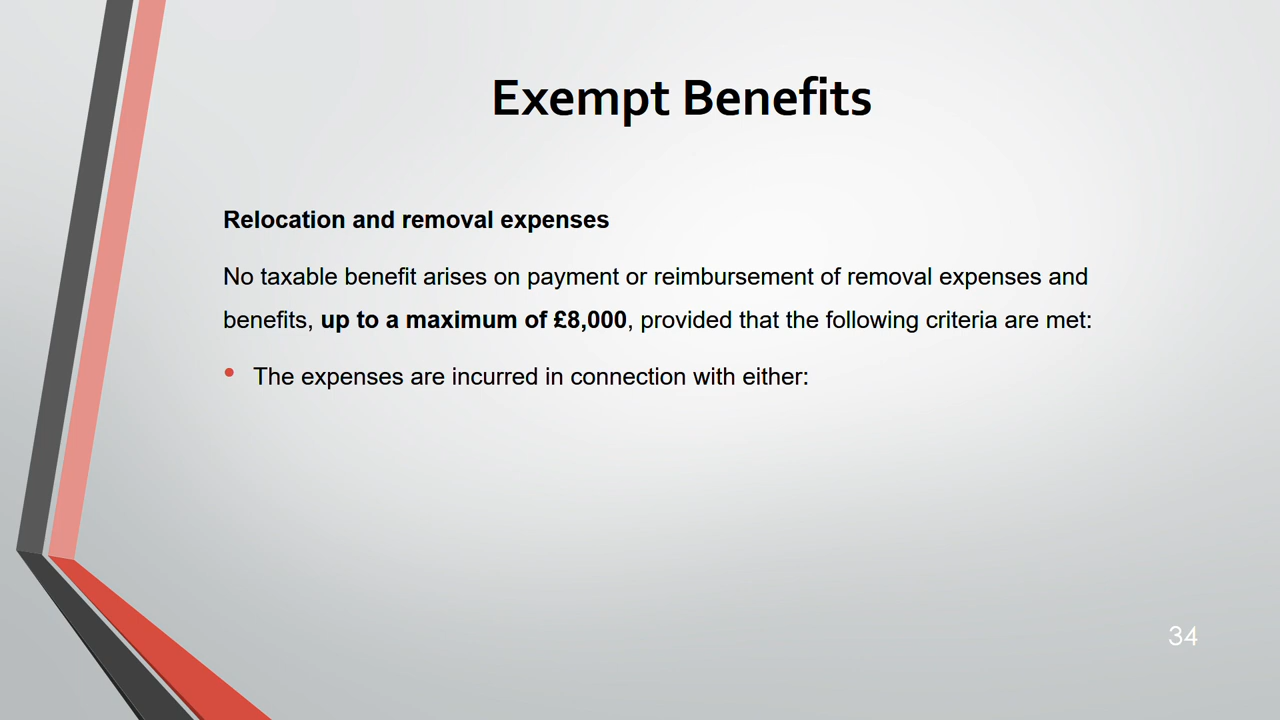 Exempt Benefits
Relocation and removal expenses
No taxable benefit arises on payment or reimbursement of removal expenses and
benefits, up to a maximum of £8,000, provided that the following criteria are met:
• The expenses are incurred in connection with either:
34